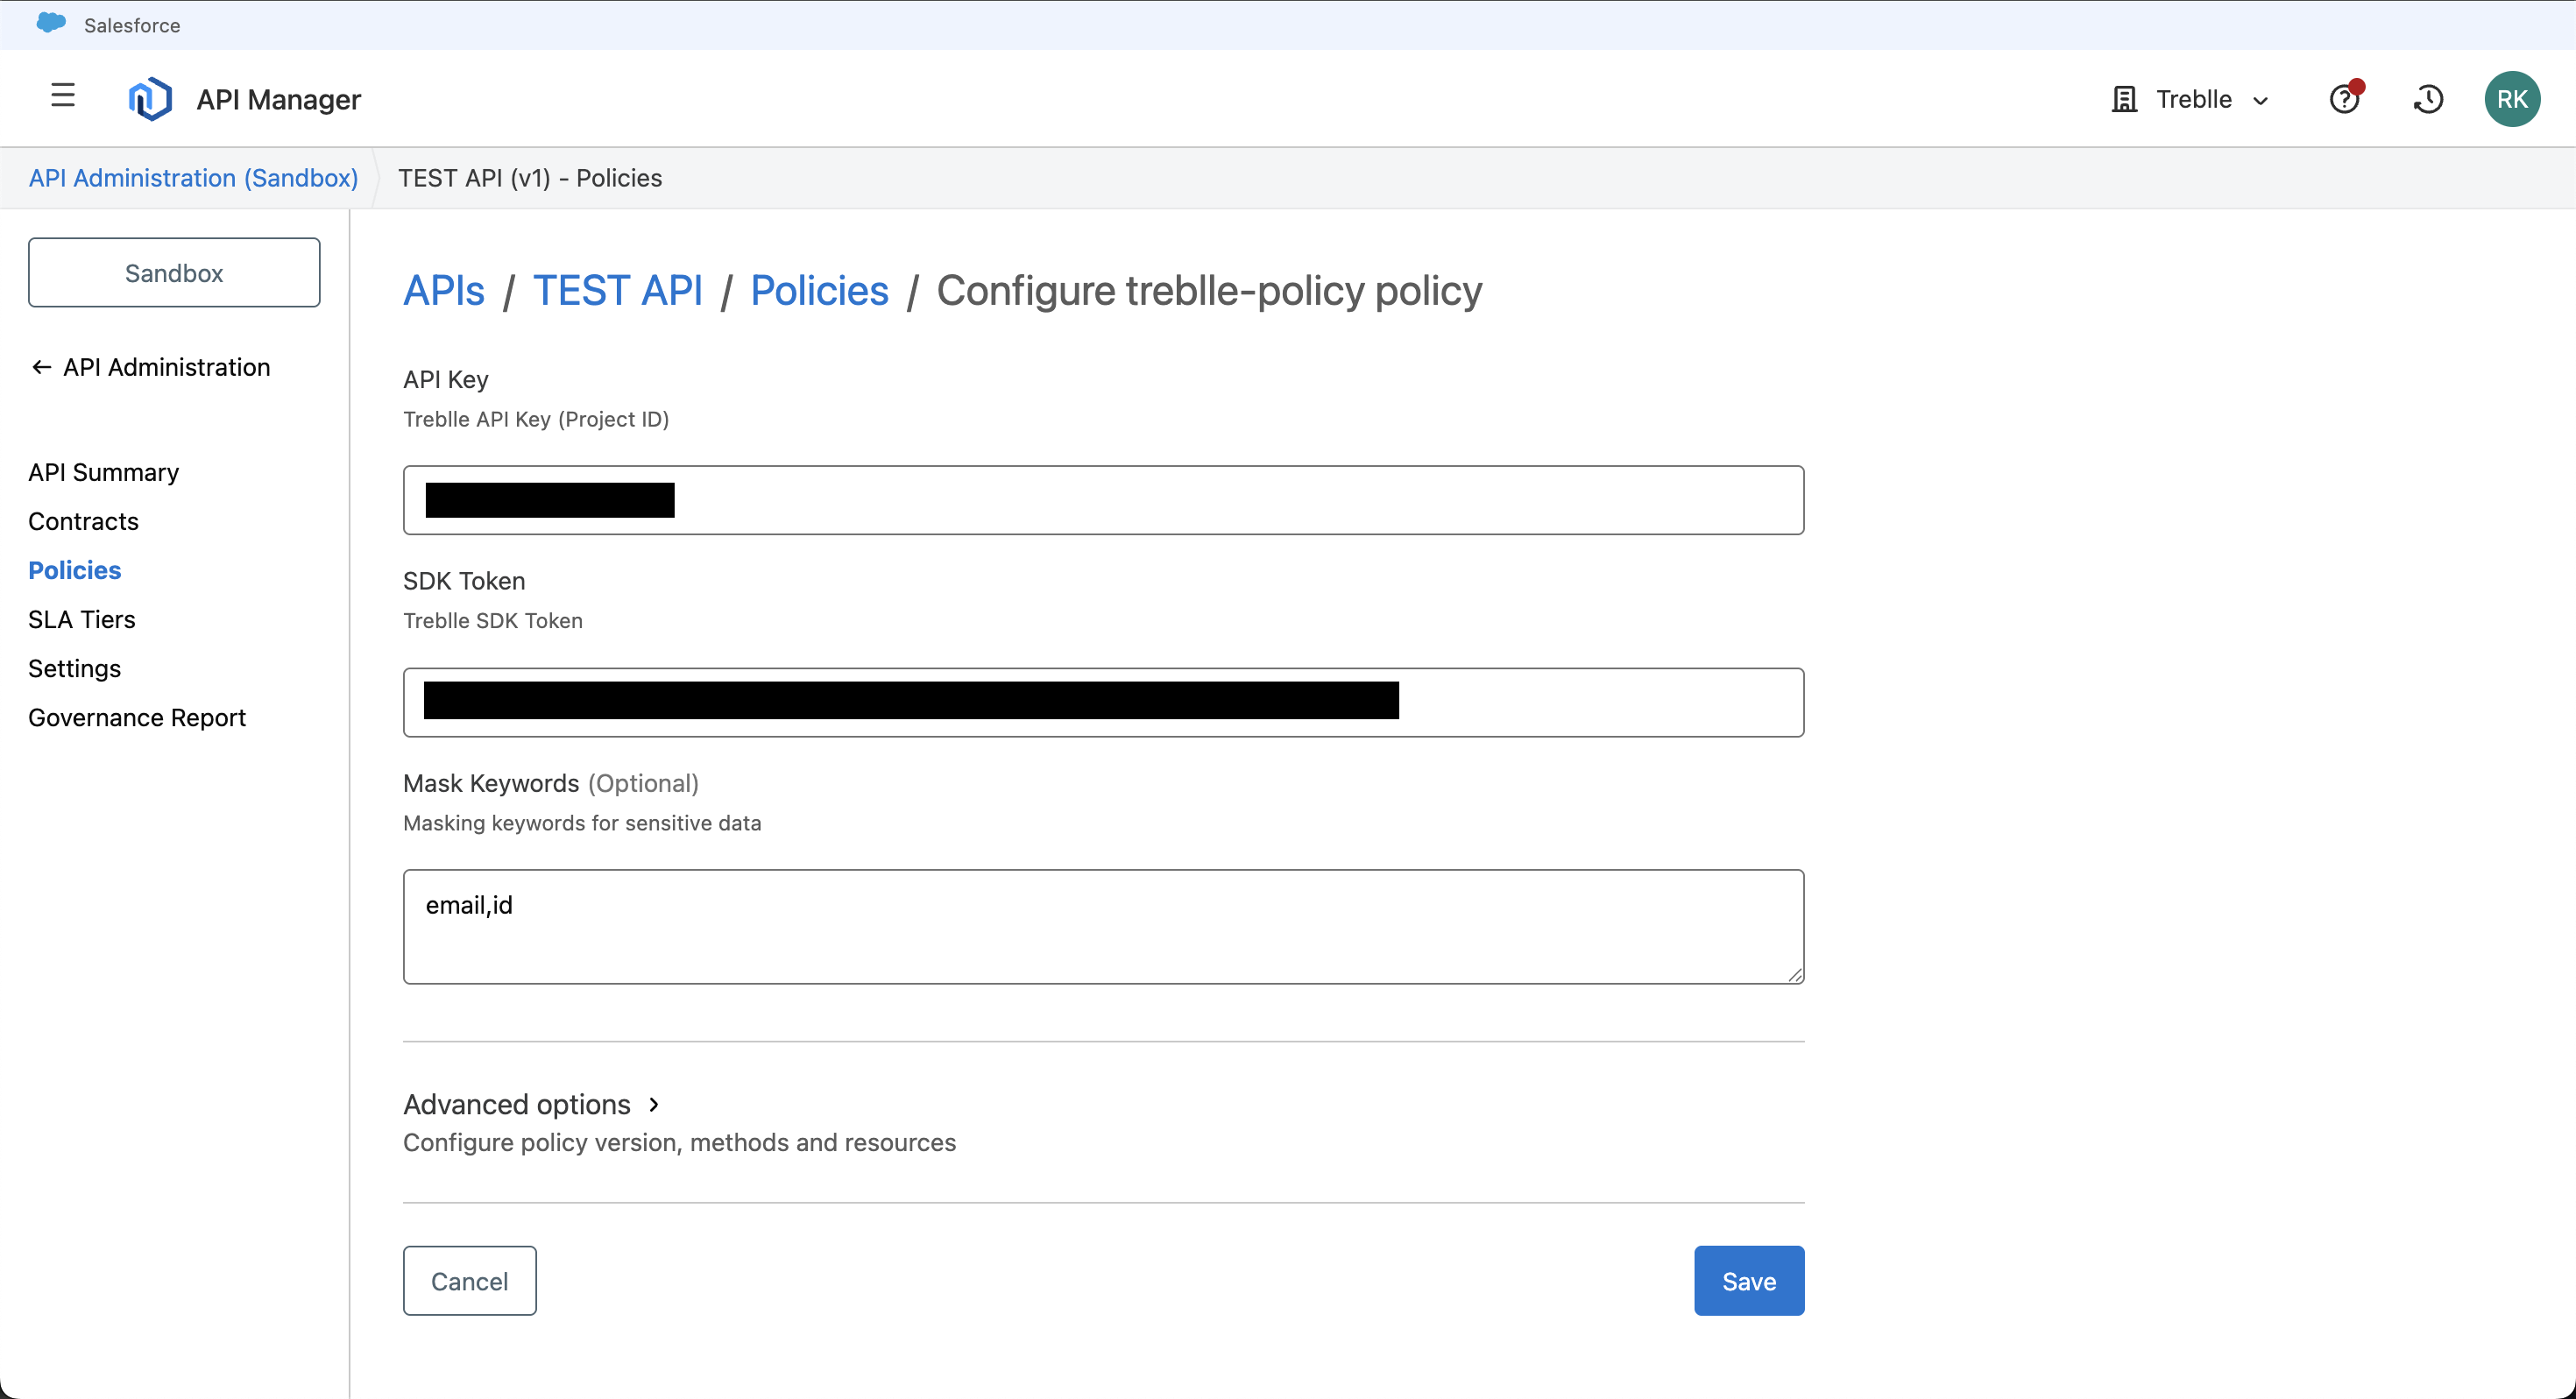 Salesforce
API Manager
Treblle
RK
API Administration (Sandbox)
TEST API (v1) - Policies
Sandbox
← API Administration
API Summary
Contracts
Policies
SLA Tiers
Settings
Governance Report
APIs / TEST API / Policies / Configure treblle-policy policy
API Key
Treblle API Key (Project ID)
SDK Token
Treblle SDK Token
Mask Keywords (Optional)
Masking keywords for sensitive data
email,id
Advanced options
Configure policy version, methods and resources
Cancel
Save